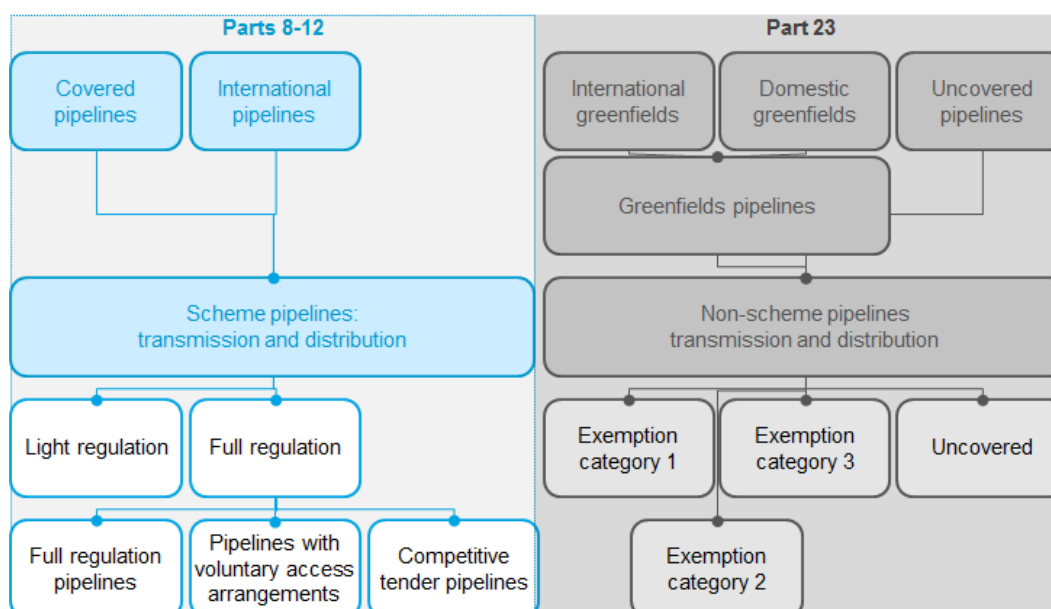 Parts 8-12
Part 23
Covered
pipelines
International
pipelines
International
greenfields
Domestic
greenfields
Uncovered
pipelines
Greenfields pipelines
Scheme pipelines:
transmission and distribution
Non-scheme pipelines
transmission and distribution
Light regulation
Full regulation
Exemption
category 1
Exemption
category 3
Uncovered
Full regulation
pipelines
Pipelines with
voluntary access
arrangements
Competitive
tender pipelines
Exemption
category 2